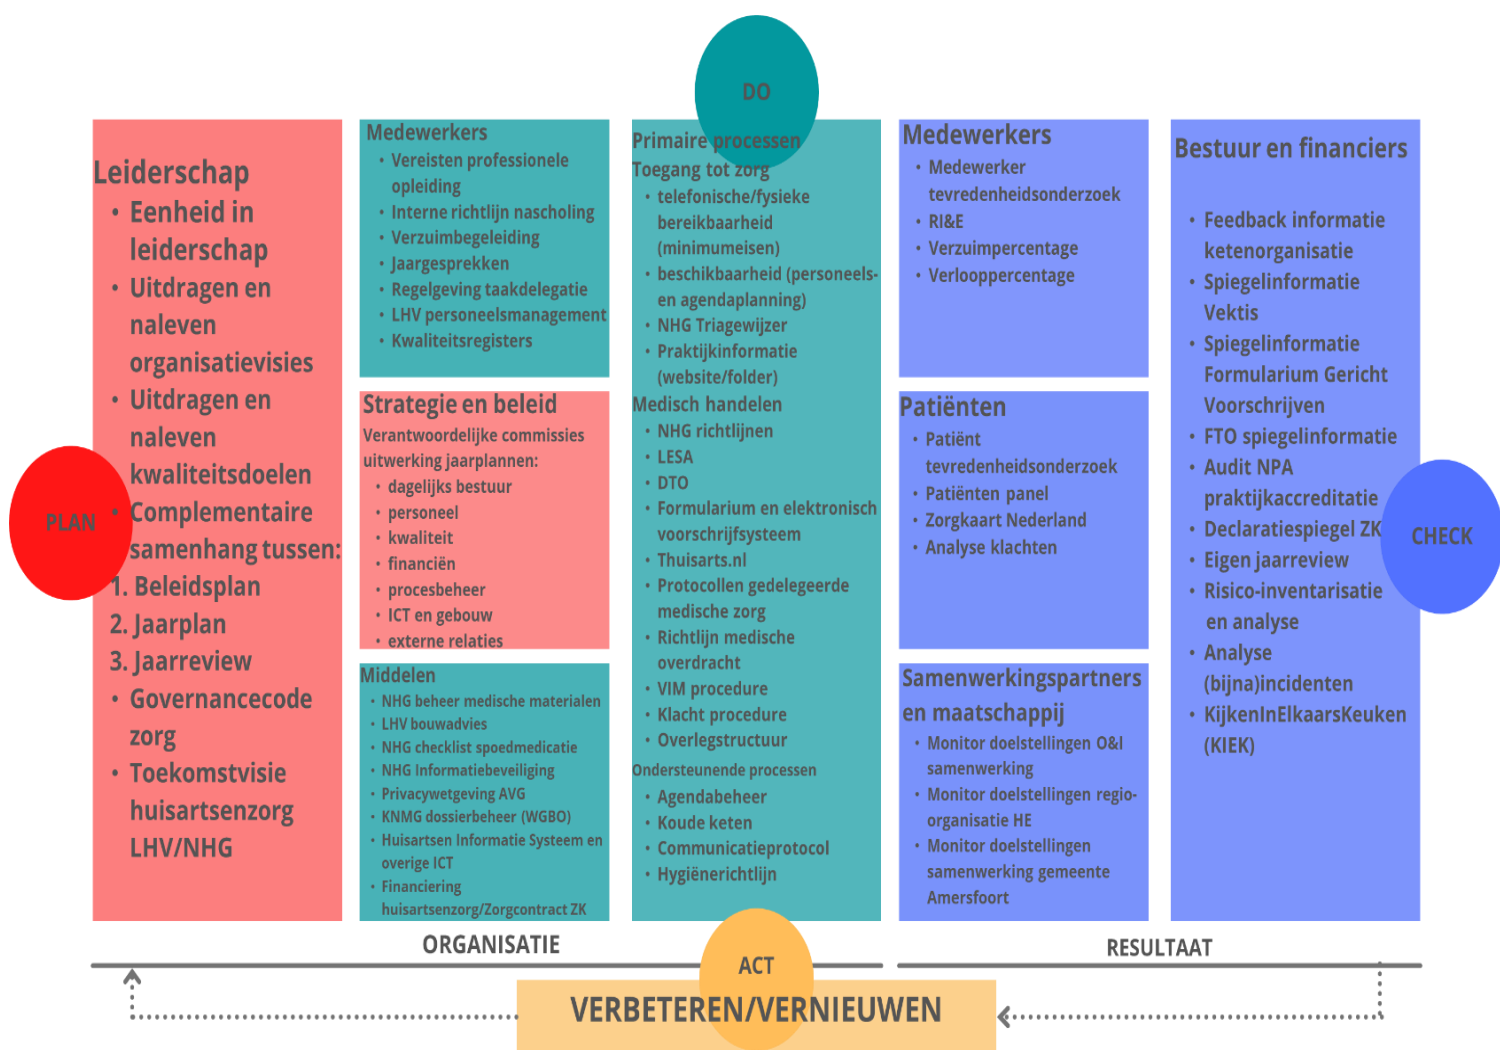 DO
PLAN
Leiderschap
• Eenheid in
leiderschap
• Uitdragen en
naleven
organisatievisies
• Uitdragen en
naleven
kwaliteitsdoelen
• Complementaire
samenhang tussen:
1. Beleidsplan
2. Jaarplan
3. Jaarreview
• Governancecode
zorg
• Toekomstvisie
huisartsenzorg
LHV/NHG
Medewerkers
• Vereisten professionele
opleiding
• Interne richtlijn nascholing
• Verzuimbegeleiding
• Jaargesprekken
• Regelgeving taakdelegatie
• LHV personeelsmanagement
• Kwaliteitsregisters
Strategie en beleid
Verantwoordelijke commissies
uitwerking jaarplannen:
• dagelijks bestuur
• personeel
• kwaliteit
• financiën
• procesbeheer
• ICT en gebouw
• externe relaties
Middelen
• NHG beheer medische materialen
• LHV bouwadvies
• NHG checklist spoedmedicatie
• NHG Informatiebeveiliging
• Privacywetgeving AVG
• KNMG dossierbeheer (WGBO)
• Huisartsen Informatie Systeem en
overige ICT
• Financiering
huisartsenzorg/Zorgcontract ZK
Primaire processen
Toegang tot zorg
• telefonische/fysieke
bereikbaarheid
(minimumeisen)
• beschikbaarheid (personeels-
en agendaplanning)
• NHG Triagewijzer
• Praktijkinformatie
(website/folder)
Medisch handelen
• NHG richtlijnen
• LESA
• DTO
• Formularium en elektronisch
voorschrijfsysteem
• Thuisarts.nl
• Protocollen gedelegeerde
medische zorg
• Richtlijn medische
overdracht
• VIM procedure
• Klacht procedure
• Overlegstructuur
Ondersteunende processen
• Agendabeheer
• Koude keten
• Communicatieprotocol
• Hygiënerichtlijn
Medewerkers
• Medewerker
tevredenheidsonderzoek
• RI&E
• Verzuimpercentage
• Verlooppercentage
Patiënten
• Patiënt
tevredenheidsonderzoek
• Patiënten panel
• Zorgkaart Nederland
• Analyse klachten
Samenwerkingspartners
en maatschappij
• Monitor doelstellingen O&I
samenwerking
• Monitor doelstellingen regio-
organisatie HE
• Monitor doelstellingen
samenwerking gemeente
Amersfoort
Bestuur en financiers
• Feedback informatie
ketenorganisatie
• Spiegelinformatie
Vektis
• Spiegelinformatie
Formularium Gericht
Voorschrijven
• FTO spiegelinformatie
• Audit NPA
praktijkaccreditatie
• Declaratiespiegel ZK
• Eigen jaarreview
• Risico-inventarisatie
en analyse
• Analyse
(bijna)incidenten
• KijkenInElkaarsKeuken
(KIEK)
CHECK
ORGANISATIE
RESULTAAT
ACT
VERBETEREN/VERNIEUWEN